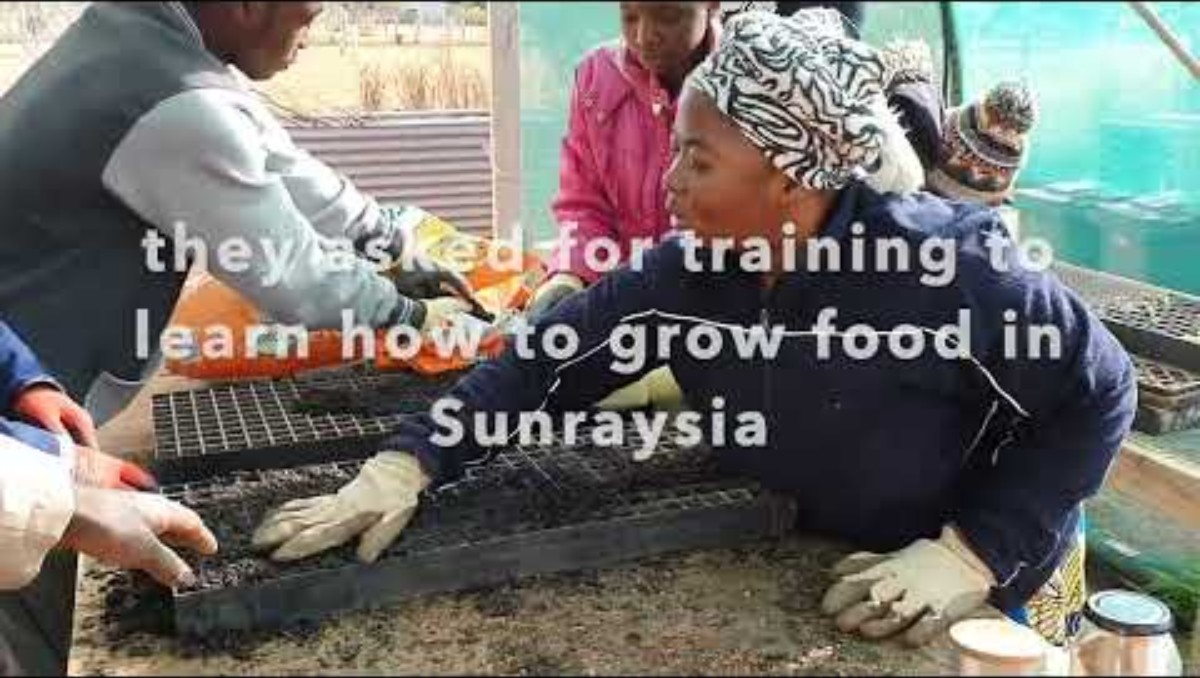 they asked for training to
learn how to grow food in
Sunraysia